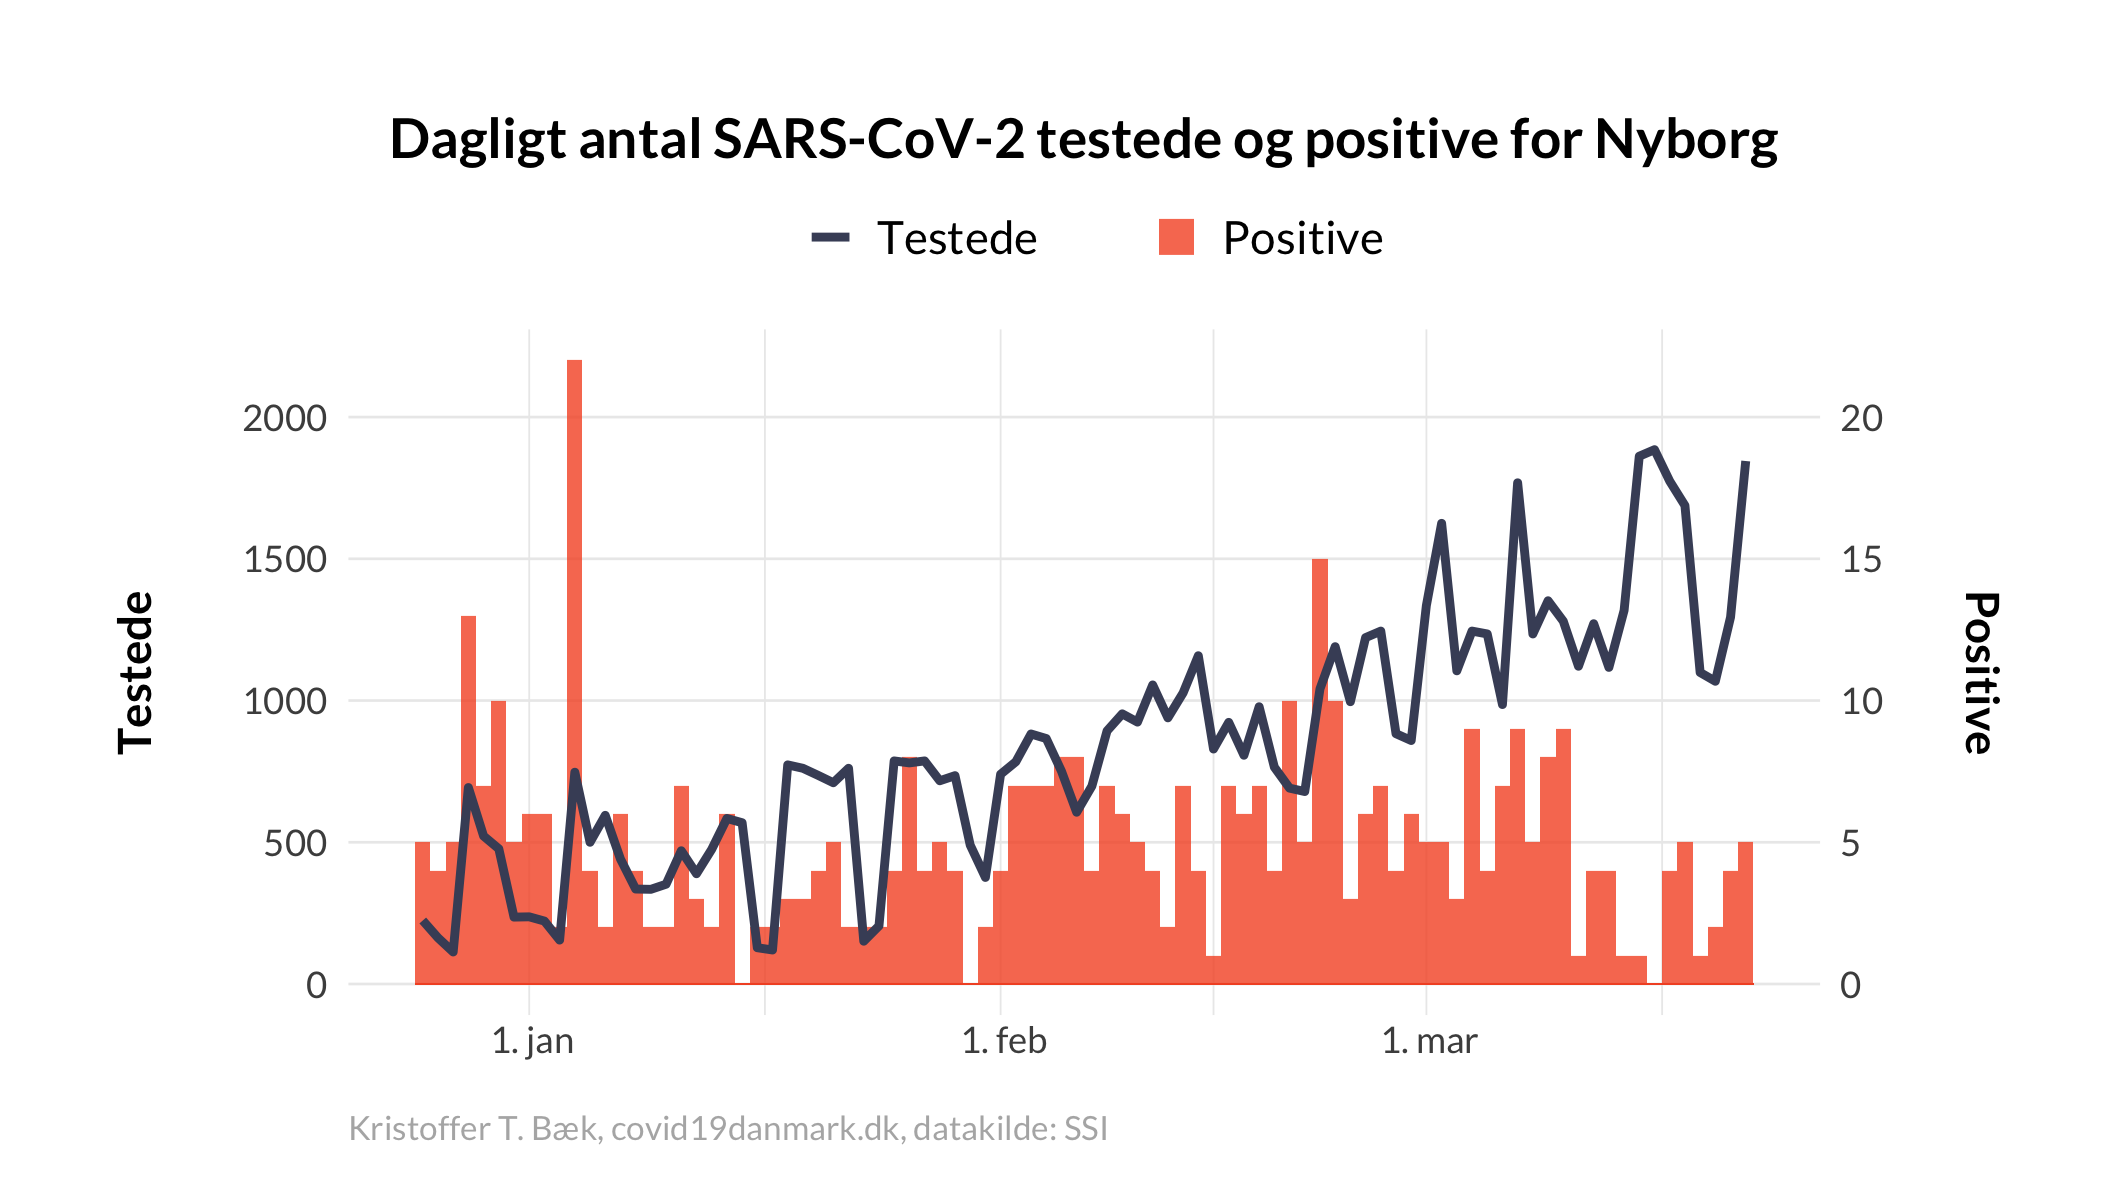 Dagligt antal SARS-CoV-2 testede og positive for Nyborg
Testede
Positive
2000
1500
1000
500
0
Testede
20
15
10
5
0
Positive
1. jan
1. feb
1. mar
Kristoffer T. Bæk, covid19danmark.dk, datakilde: SSI